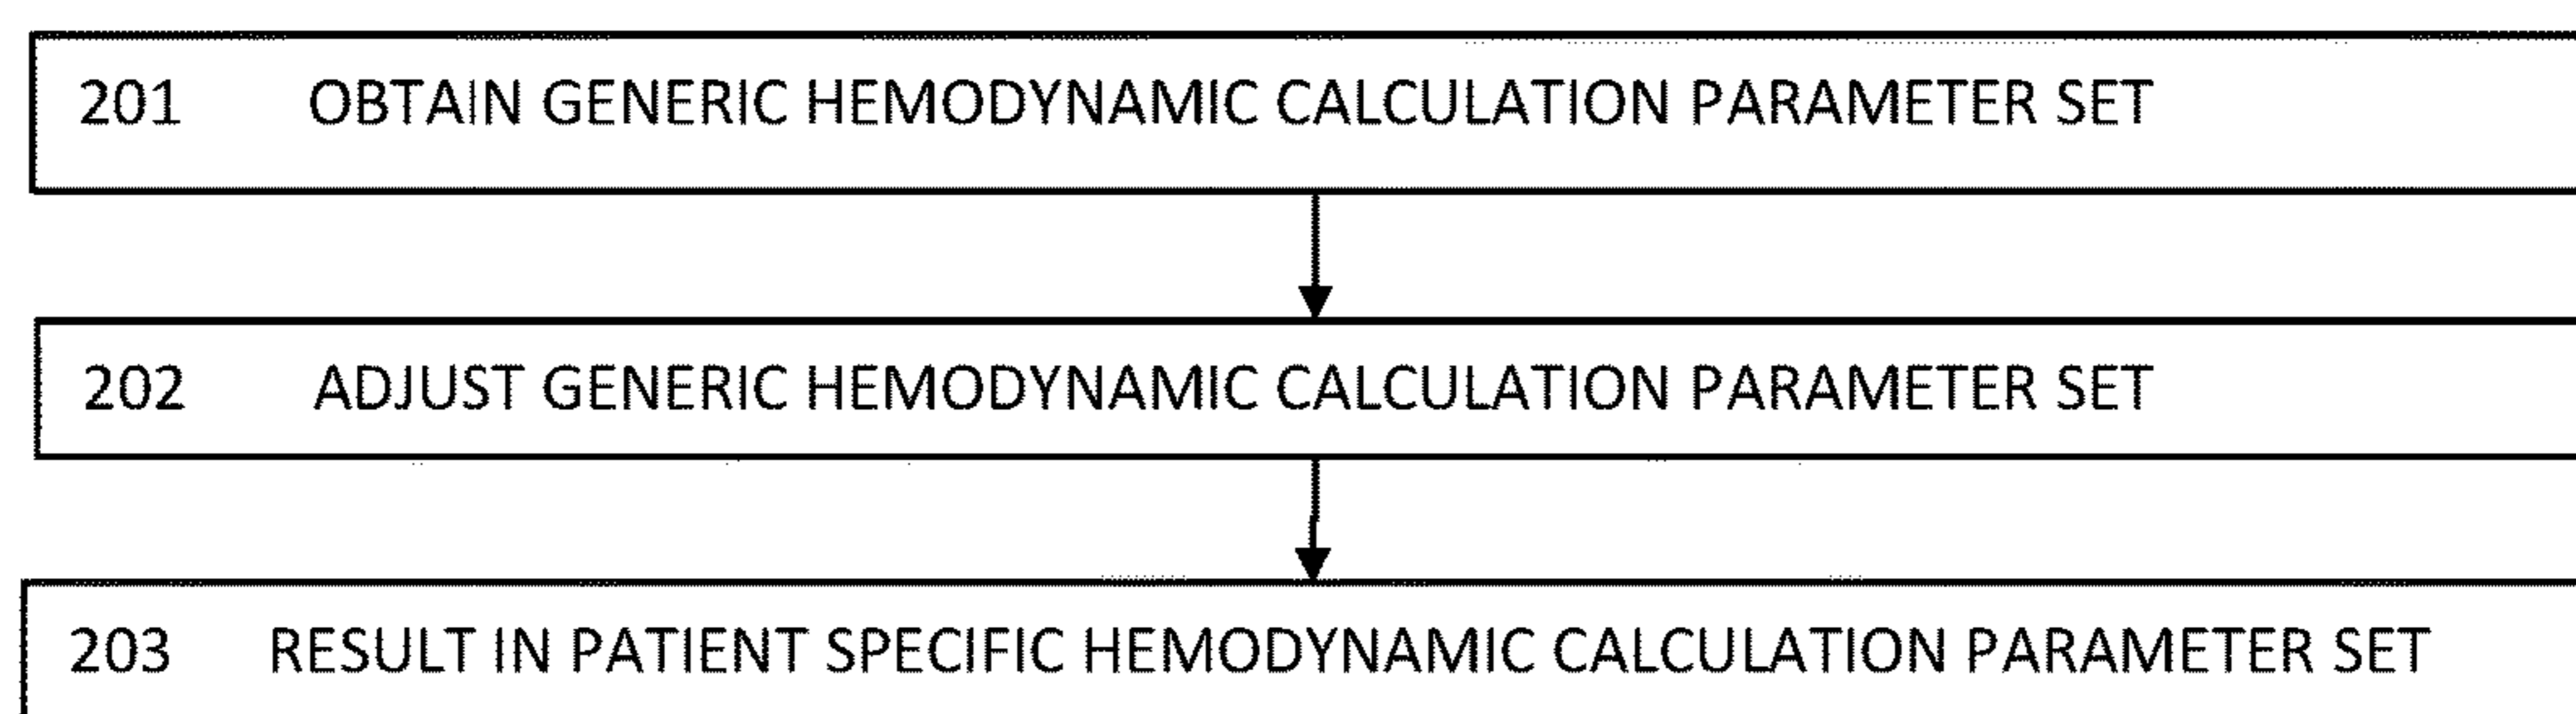 201 OBTAIN GENERIC HEMODYNAMIC CALCULATION PARAMETER SET
202 ADJUST GENERIC HEMODYNAMIC CALCULATION PARAMETER SET
203 RESULT IN PATIENT SPECIFIC HEMODYNAMIC CALCULATION PARAMETER SET